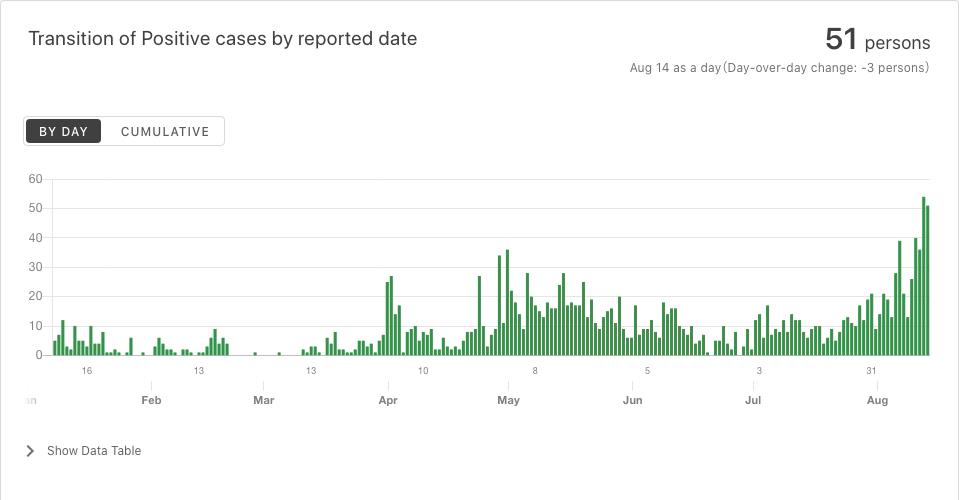 Transition of Positive cases by reported date
51 persons
Aug 14 as a day(Day-over-day change: -3 persons)
BY DAY CUMULATIVE
60
50
40
30
20
10
0
16 13 13 10 8 5 3 31
an Feb Mar Apr May Jun Jul Aug
Show Data Table